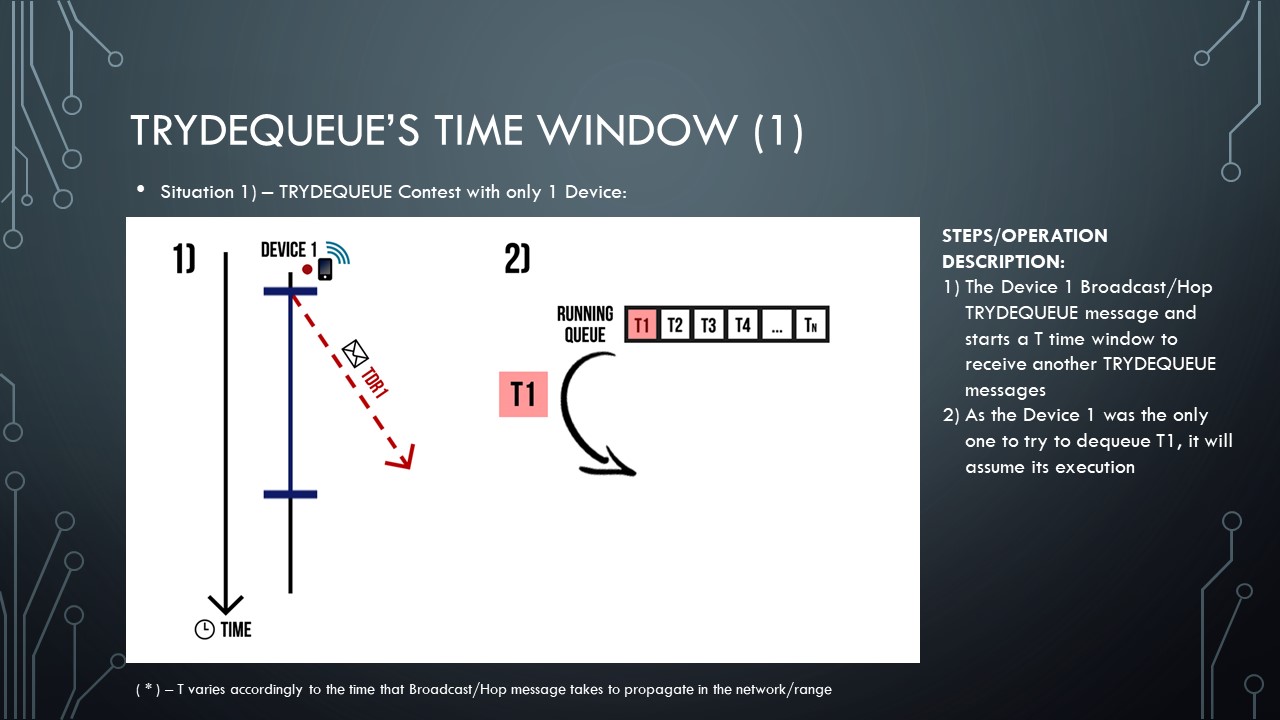 TRYDEQUEUE'S TIME WINDOW (1)
• Situation 1) – TRYDEQUEUE Contest with only 1 Device:
1)
DEVICE 1
TDR1
TIME
2)
RUNNING
QUEUE
T1 T2 T3 T4 ... TN
T1
STEPS/OPERATION
DESCRIPTION:
1) The Device 1 Broadcast/Hop
TRYDEQUEUE message and
starts a T time window to
receive another TRYDEQUEUE
messages
2) As the Device 1 was the only
one to try to dequeue T1, it will
assume its execution
( * ) – T varies accordingly to the time that Broadcast/Hop message takes to propagate in the network/range